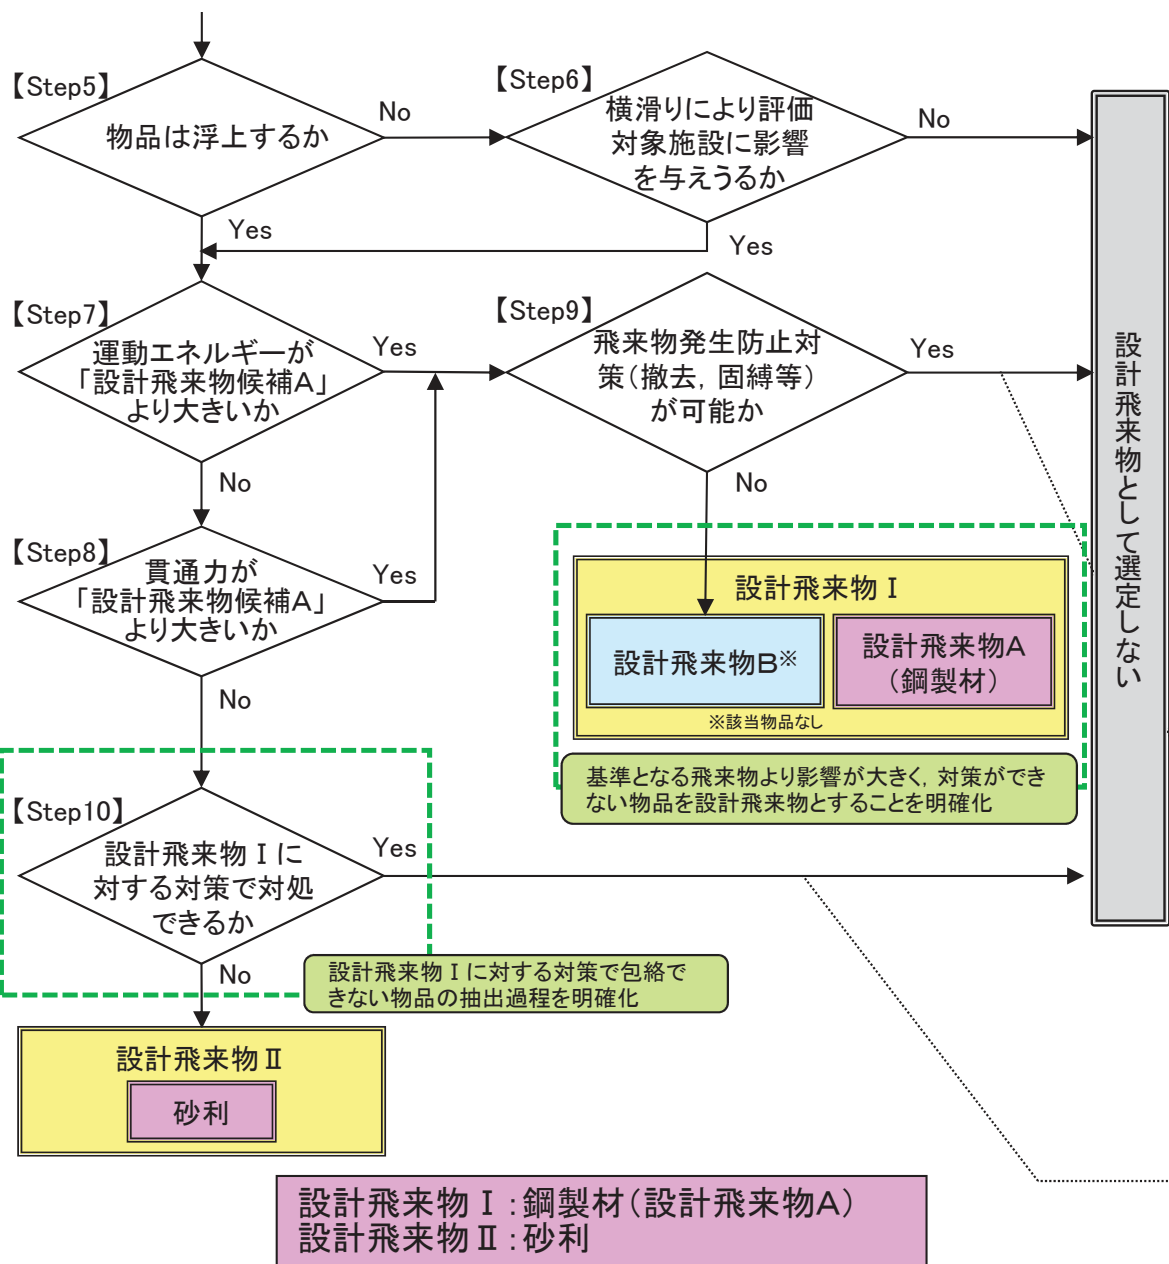 【Step5】
物品は浮上するか
No
Yes
【Step6】
横滑りにより評価
対象施設に影響
を与えうるか
No
Yes
【Step7】
運動エネルギーが
「設計飛来物候補A」
より大きいか
Yes
No
【Step9】
飛来物発生防止対
策(撤去，固縛等)
が可能か
Yes
No
設計飛来物として選定しない
【Step8】
貫通力が
「設計飛来物候補A」
より大きいか
Yes
No
設計飛来物Ⅰ
設計飛来物B※
設計飛来物A
(鋼製材)
※該当物品なし
基準となる飛来物より影響が大きく，対策ができ
ない物品を設計飛来物とすることを明確化
【Step10】
設計飛来物Ⅰに
対する対策で対処
できるか
Yes
No
設計飛来物Ⅰに対する対策で包絡で
きない物品の抽出過程を明確化
設計飛来物Ⅱ
砂利
設計飛来物Ⅰ：鋼製材(設計飛来物A)
設計飛来物Ⅱ：砂利